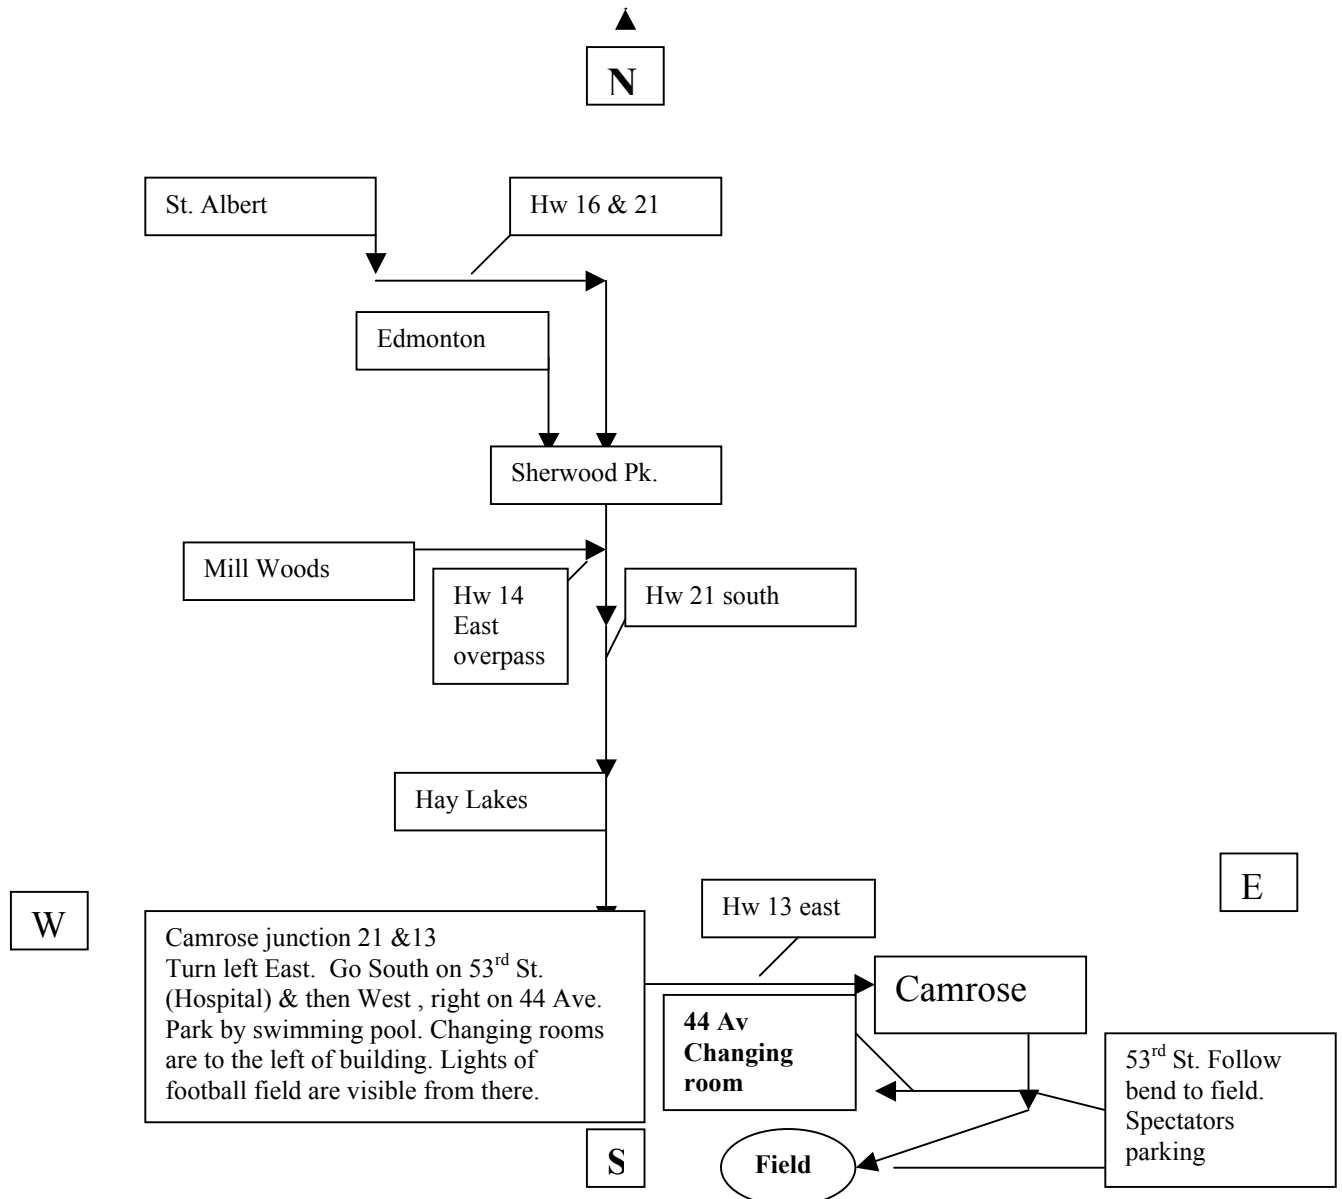 N
St. Albert
Hw 16 & 21
Edmonton
Sherwood Pk.
Mill Woods
Hw 14
East
overpass
Hw 21 south
Hay Lakes
W
E
Hw 13 east
Camrose junction 21 &13
Turn left East. Go South on 53rd St.
(Hospital) & then West , right on 44 Ave.
Park by swimming pool. Changing rooms
are to the left of building. Lights of
football field are visible from there.
Camrose
44 Av
Changing
room
53rd St. Follow
bend to field.
Spectators
parking
S
Field